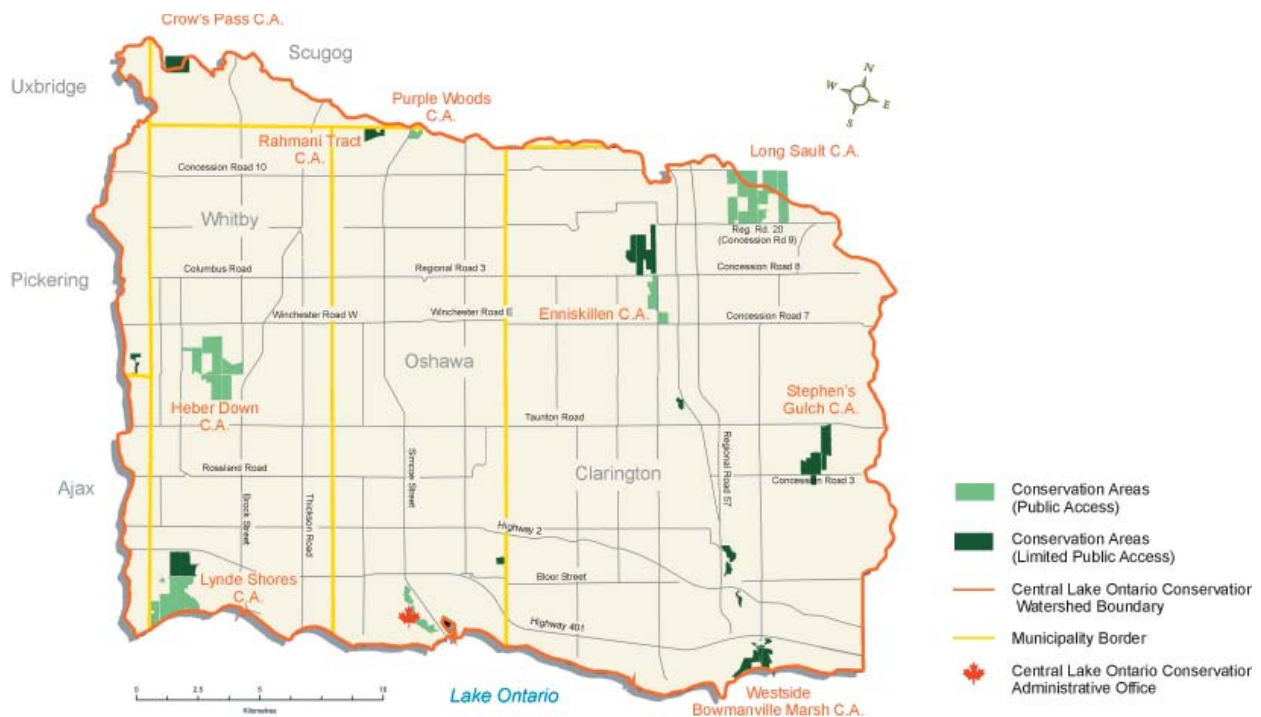 Crow's Pass C.A.
Scugog
Uxbridge
N
W
E
S
Purple Woods
C.A.
Rahmani Tract
C.A.
Long Sault C.A.
Concession Road 10
Whitby
Reg. Rd. 20
(Concession Rd 9)
Pickering
Columbus Road
Regional Road 3
Concession Road 8
Winchester Road W
Winchester Road E
Enniskillen C.A.
Concession Road 7
Oshawa
Heber Down
C.A.
Stephen's
Gulch C.A.
Taunton Road
Rossland Road
Simcoe Street
Clarington
Regional Road 57
Concession Road 3
Ajax
Brock Street
Thickson Road
Highway 2
Lynde Shores
C.A.
Bloor Street
Highway 401
0 2.5 5 10
Kilometres
Lake Ontario
Westside
Bowmanville Marsh C.A.
Conservation Areas
(Public Access)
Conservation Areas
(Limited Public Access)
Central Lake Ontario Conservation
Watershed Boundary
Municipality Border
Central Lake Ontario Conservation
Administrative Office